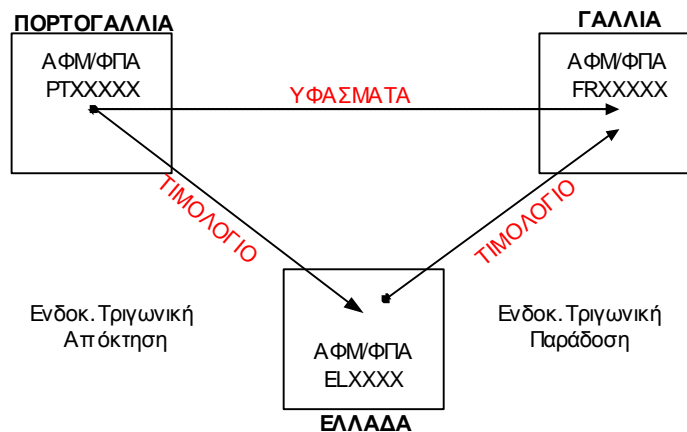 ΠΟΡΤΟΓΑΛΛΙΑ
ΓΑΛΛΙΑ
ΑΦΜ/ΦΠΑ
PTXXXXX
ΑΦΜ/ΦΠΑ
FRXXXXX
ΥΦΑΣΜΑΤΑ
ΤΙΜΟΛΟΓΙΟ
ΤΙΜΟΛΟΓΙΟ
Ενδοκ. Τριγωνική
Απόκτηση
Ενδοκ. Τριγωνική
Παράδοση
ΑΦΜ/ΦΠΑ
ELXXXX
ΕΛΛΑΔΑ